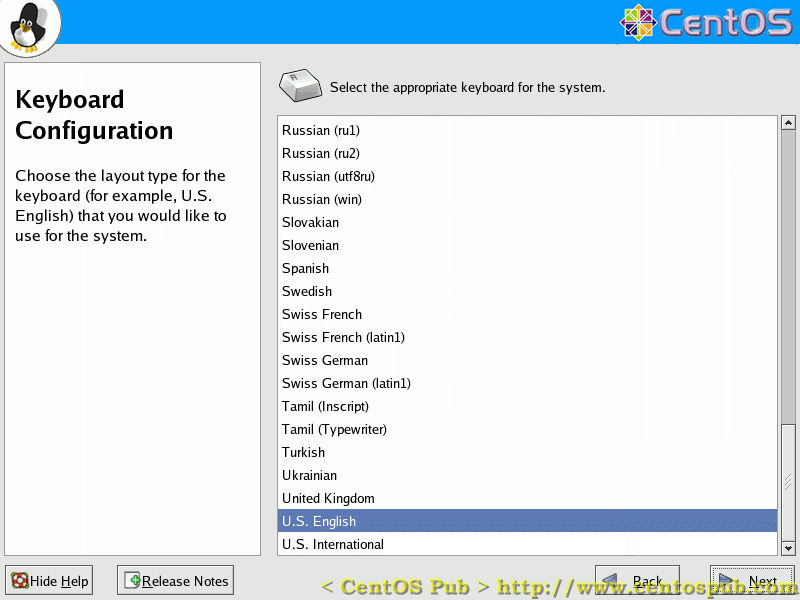 CentOS
Keyboard
Configuration
Choose the layout type for the
keyboard (for example, U.S.
English) that you would like to
use for the system.
R
Select the appropriate keyboard for the system.
Russian (ru1)
Russian (ru2)
Russian (utf8ru)
Russian (win)
Slovakian
Slovenian
Spanish
Swedish
Swiss French
Swiss French (latin1)
Swiss German
Swiss German (latin1)
Tamil (Inscript)
Tamil (Typewriter)
Turkish
Ukrainian
United Kingdom
U.S. English
U.S. International
Hide Help
Release Notes
Back
Next
< CentOS Pub > http://www.centospub.com